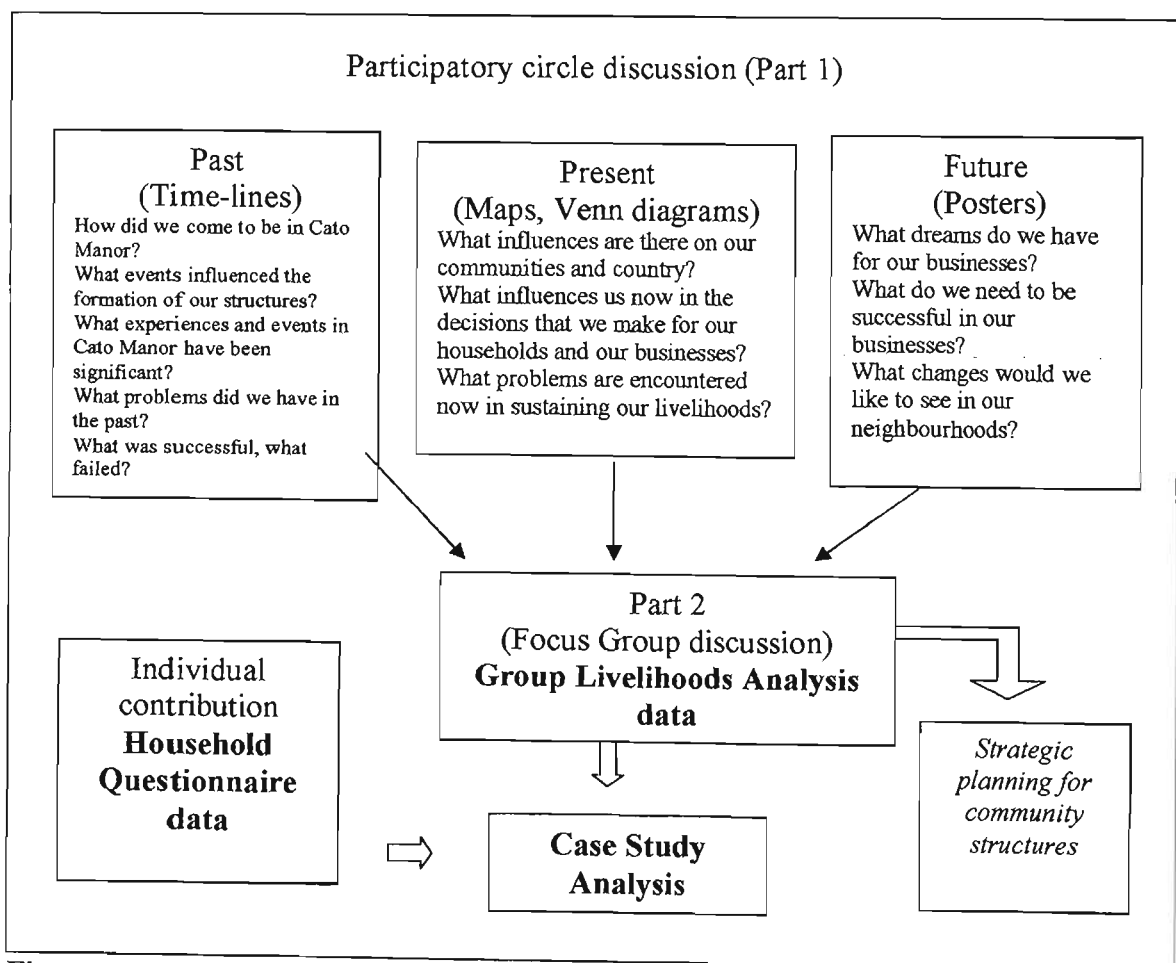 Participatory circle discussion (Part 1)
Past
(Time-lines)
How did we come to be in Cato
Manor?
What events influenced the
formation of our structures?
What experiences and events in
Cato Manor have been
significant?
What problems did we have in
the past?
What was successful, what
failed?
Present
(Maps, Venn diagrams)
What influences are there on our
communities and country?
What influences us now in the
decisions that we make for our
households and our businesses?
What problems are encountered
now in sustaining our livelihoods?
Future
(Posters)
What dreams do we have
for our businesses?
What do we need to be
successful in our
businesses?
What changes would we
like to see in our
neighbourhoods?
Part 2
(Focus Group discussion)
Group Livelihoods Analysis
data
Individual
contribution
Household
Questionnaire
data
Case Study
Analysis
Strategic
planning for
community
structures